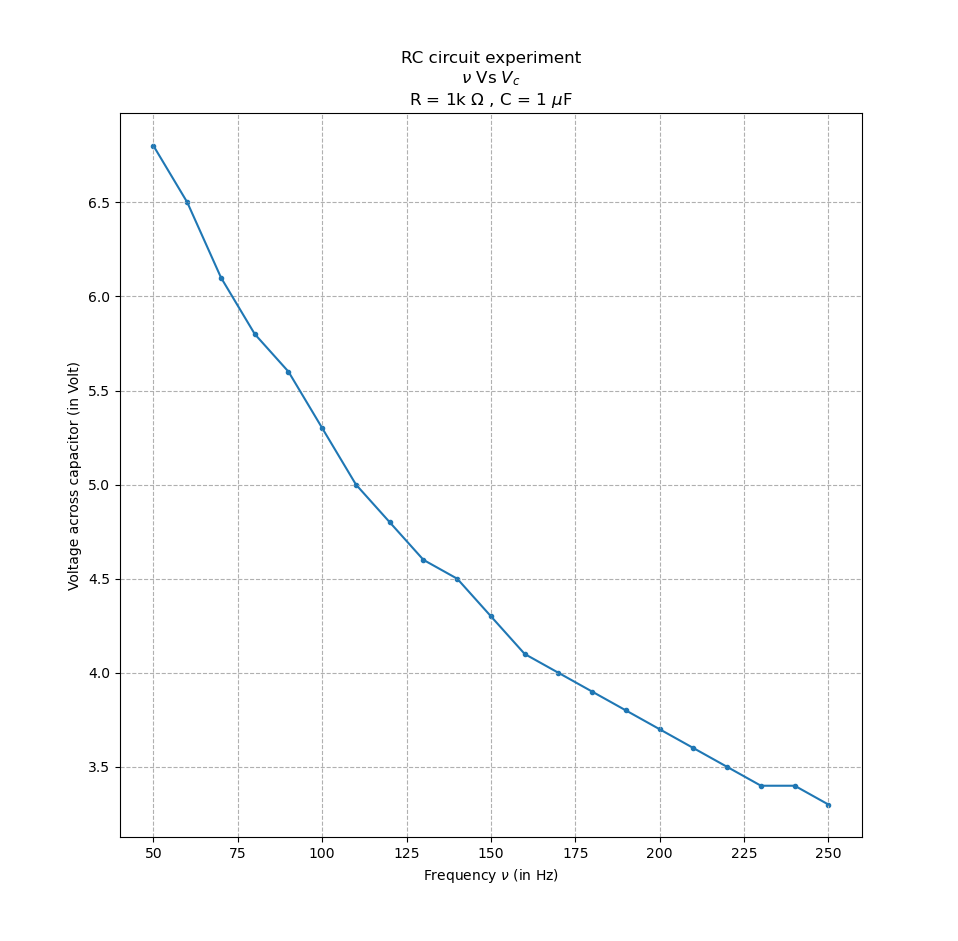 RC circuit experiment
ν Vs V_c
R = 1k Ω , C = 1 μF
6.5
6.0
5.5
5.0
4.5
4.0
3.5
Voltage across capacitor (in Volt)
50 75 100 125 150 175 200 225 250
Frequency ν (in Hz)